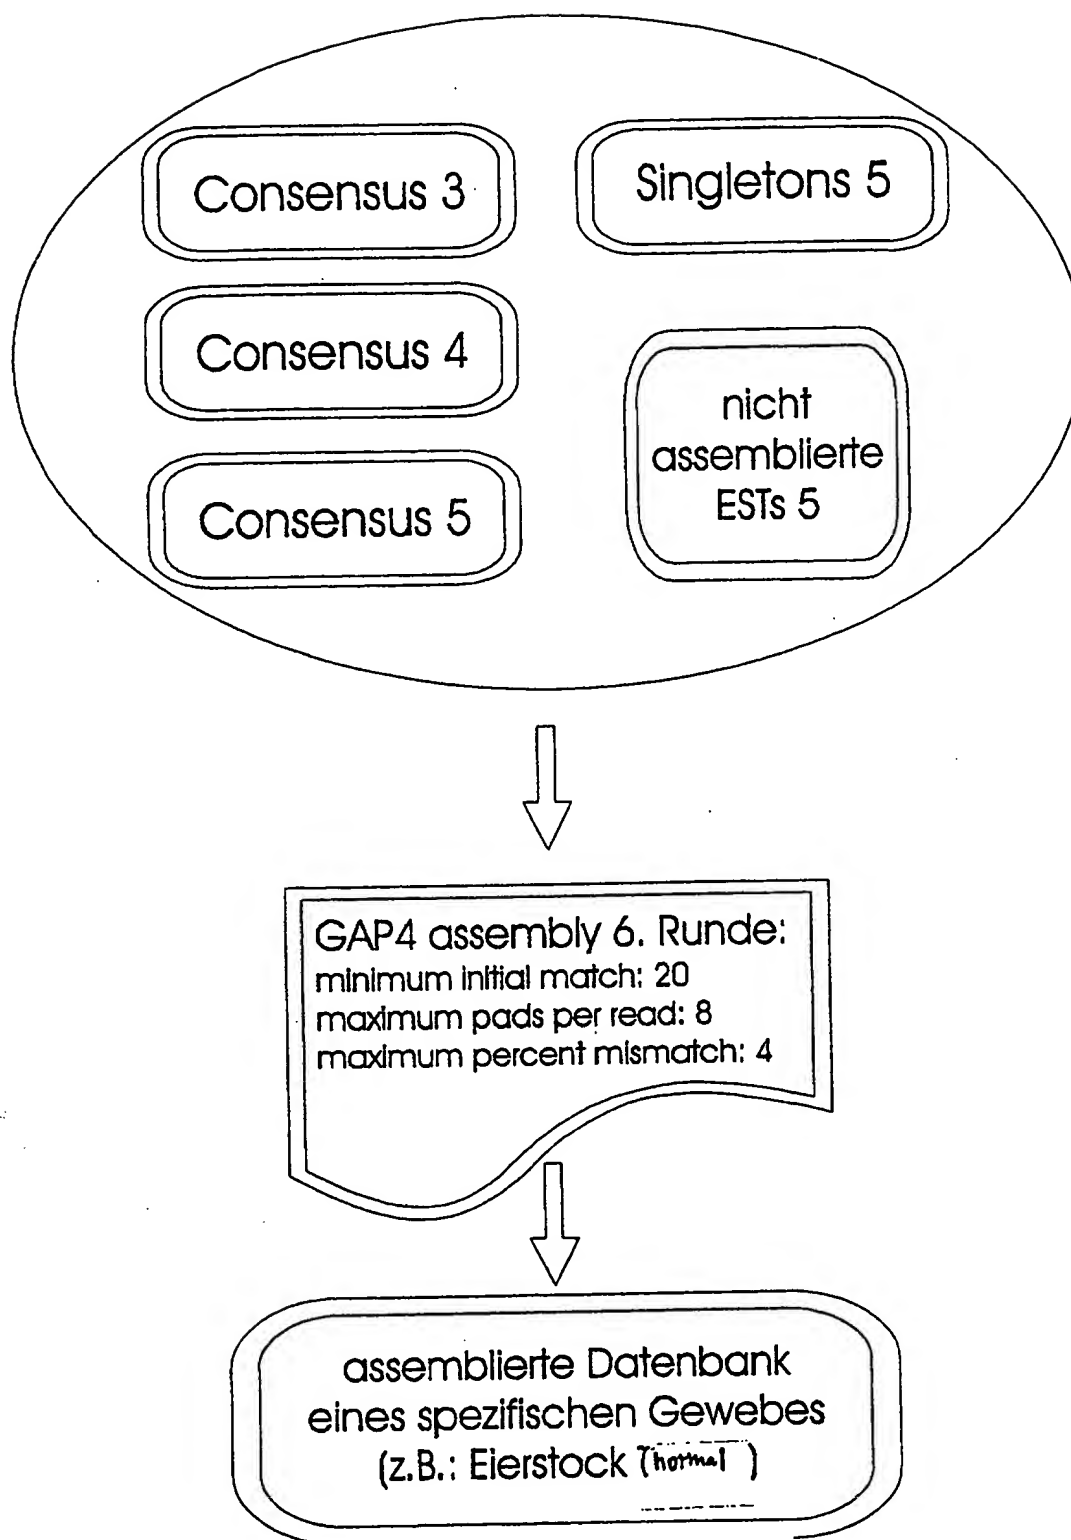 Consensus 3
Singletons 5
Consensus 4
nicht
assemblierte
ESTs 5
Consensus 5
GAP4 assembly 6. Runde:
minimum initial match: 20
maximum pads per read: 8
maximum percent mismatch: 4
assemblierte Datenbank
eines spezifischen Gewebes
(z.B.: Eierstock (normal)